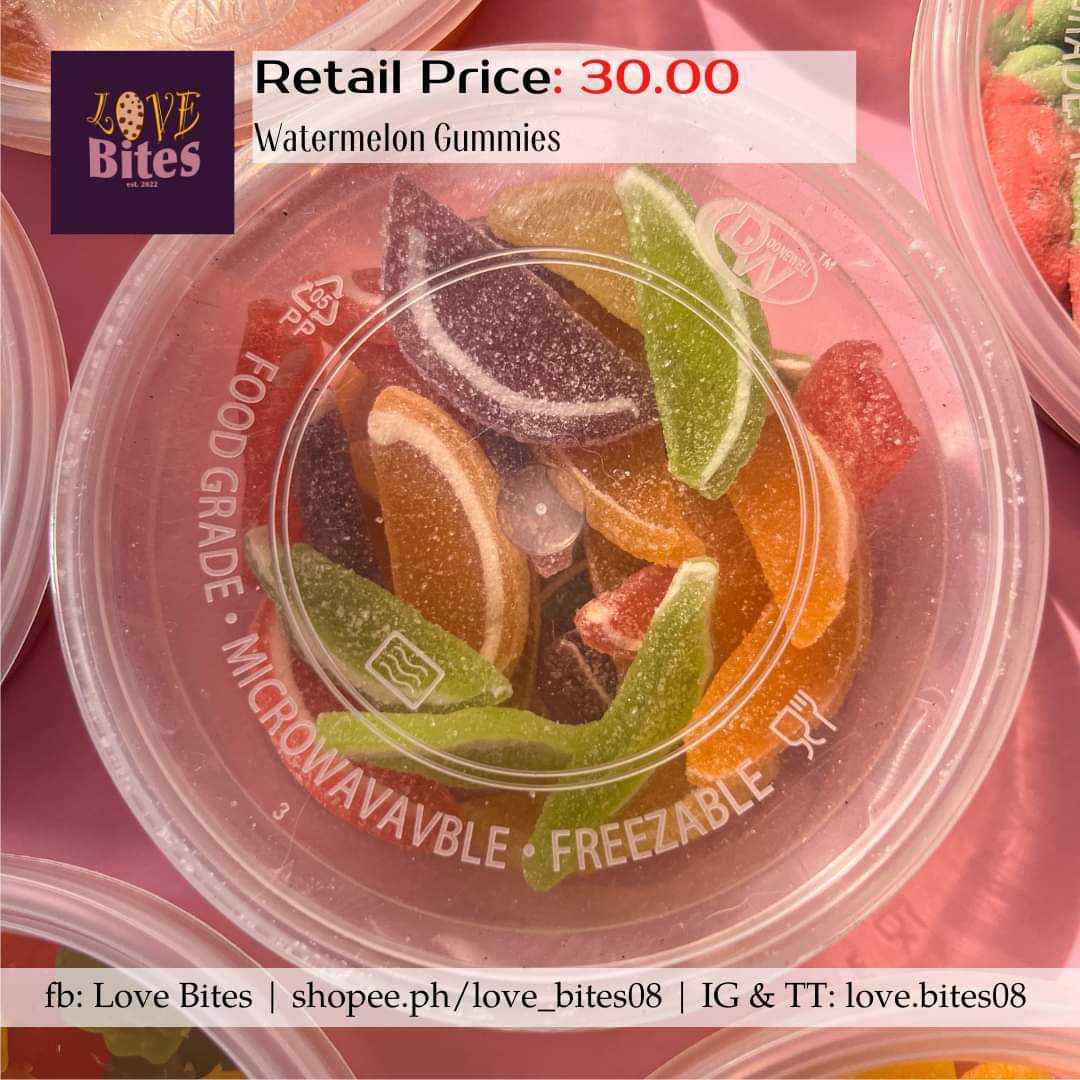 LOVE
Bites
est. 2022
Retail Price: 30.00
Watermelon Gummies
DW
DONEWELL
TM
05
PP
FOOD GRADE • MICROWAVAVBLE • FREEZABLE
3
fb: Love Bites | shopee.ph/love_bites08 | IG & TT: love.bites08